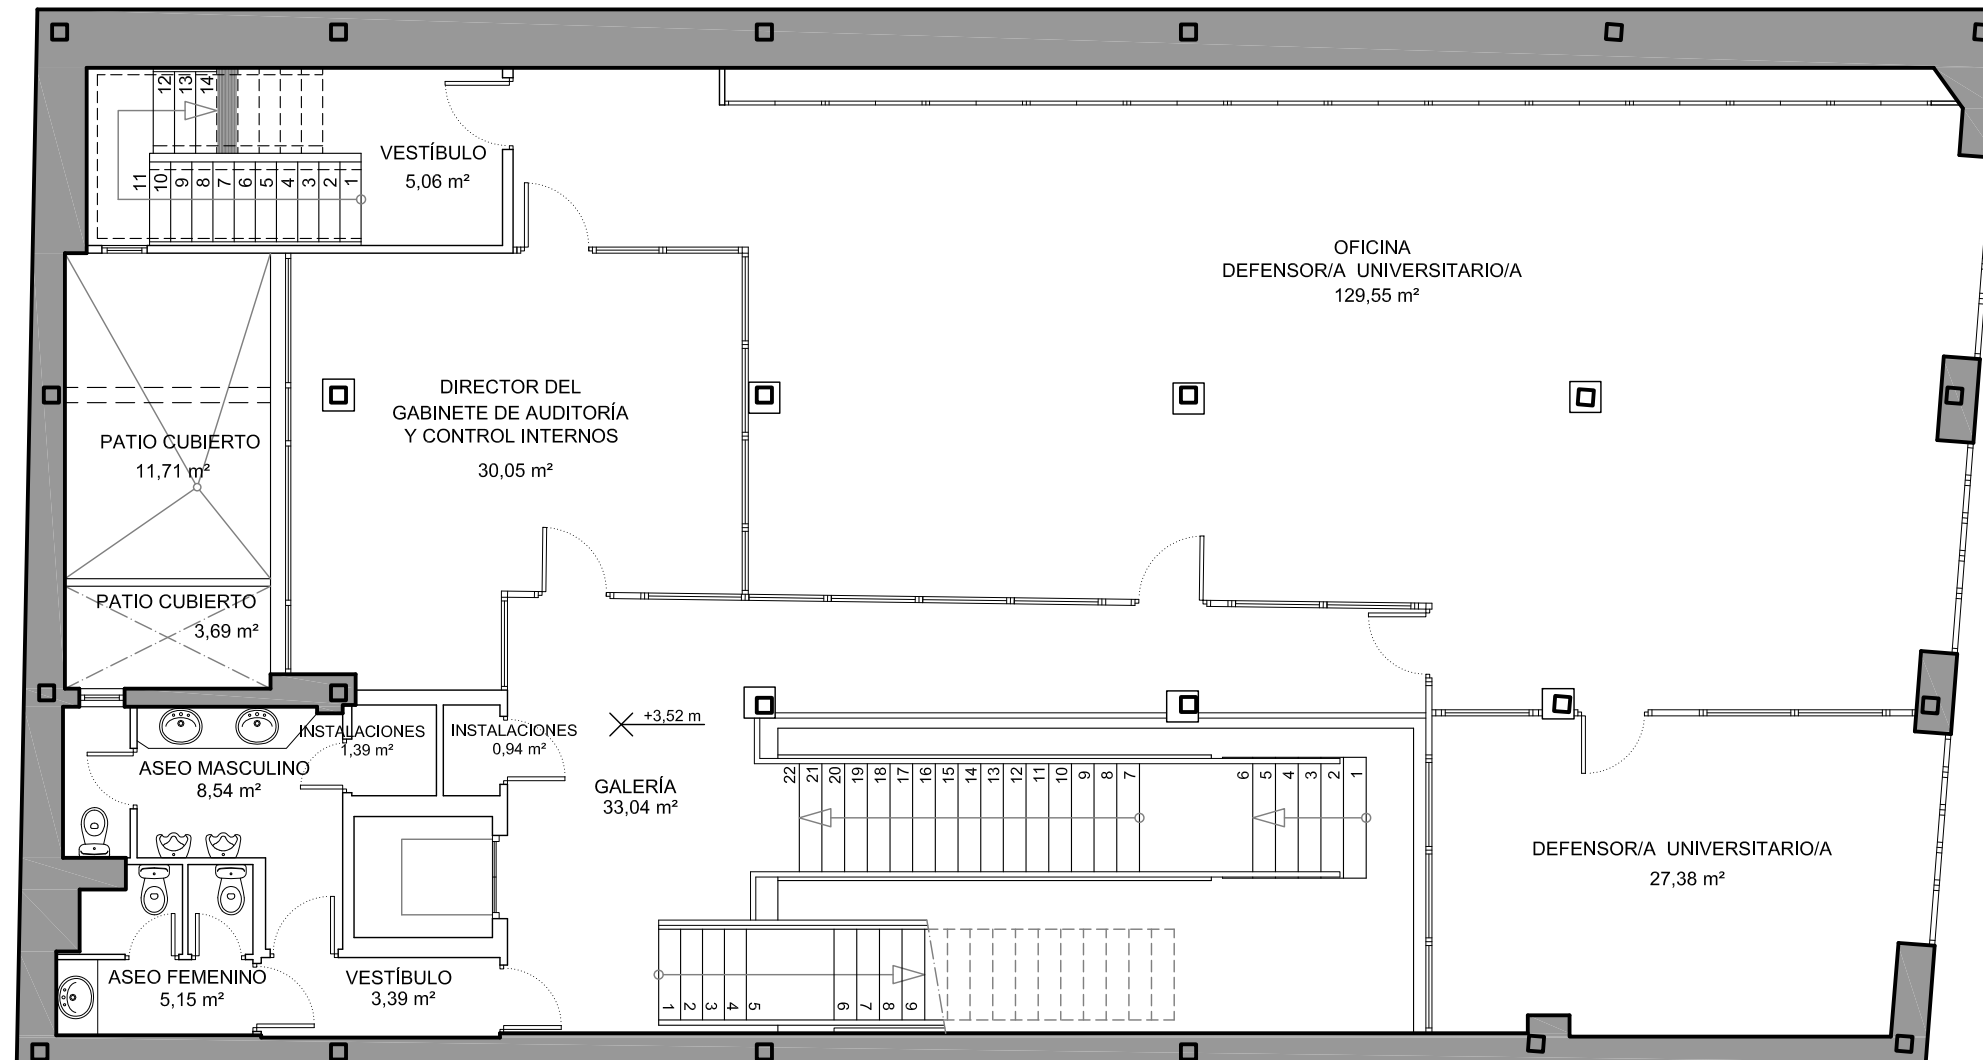 12
13
14
VESTÍBULO
5,06 m²
11
10
9
8
7
6
5
4
3
2
1
OFICINA
DEFENSOR/A UNIVERSITARIO/A
129,55 m²
DIRECTOR DEL
GABINETE DE AUDITORÍA
Y CONTROL INTERNOS
30,05 m²
PATIO CUBIERTO
11,71 m²
PATIO CUBIERTO
3,69 m²
INSTALACIONES
1,39 m²
INSTALACIONES
0,94 m²
+3,52 m
ASEO MASCULINO
8,54 m²
GALERÍA
33,04 m²
22
21
20
19
18
17
16
15
14
13
12
11
10
9
8
7
6
5
4
3
2
1
DEFENSOR/A UNIVERSITARIO/A
27,38 m²
ASEO FEMENINO
5,15 m²
VESTÍBULO
3,39 m²
1
2
3
4
5
6
7
8
9